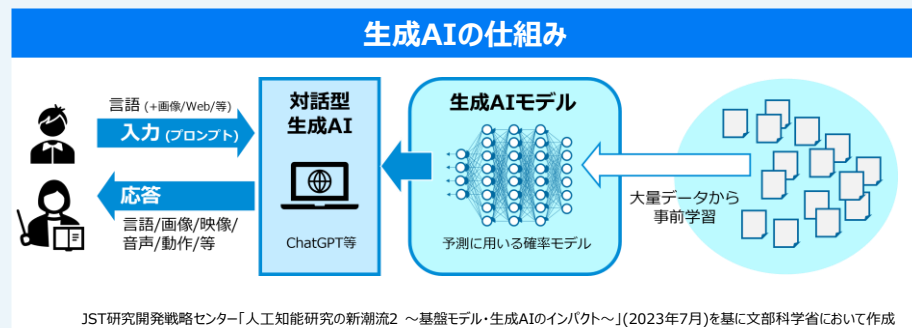 生成AIの仕組み
言語 (+画像/Web/等)
入力 (プロンプト)
応答
言語/画像/映像/
音声/動作/等
対話型
生成AI
ChatGPT等
生成AIモデル
予測に用いる確率モデル
大量データから
事前学習
JST研究開発戦略センター「人工知能研究の新潮流2 ～基盤モデル・生成AIのインパクト～」(2023年7月)を基に文部科学省において作成